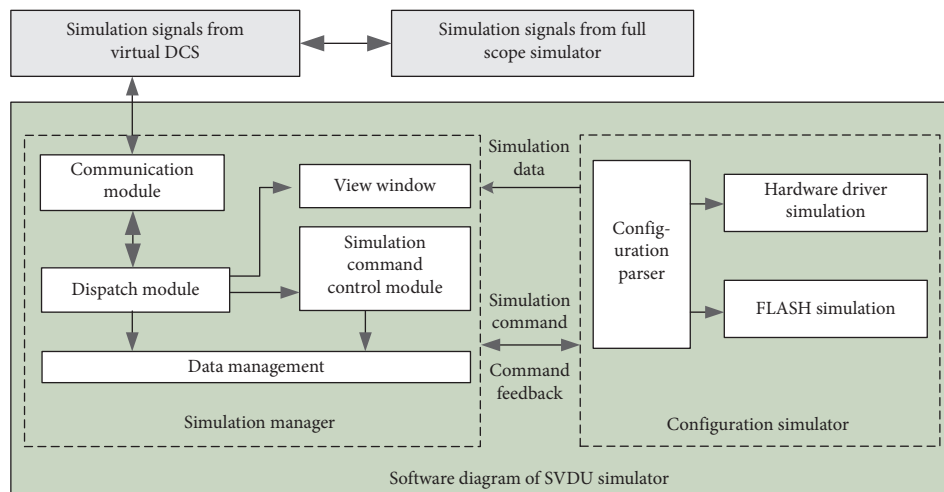 Simulation signals from
virtual DCS
Simulation signals from full
scope simulator
Communication
module
View window
Dispatch module
Simulation
command
control module
Data management
Simulation manager
Simulation
data
Simulation
command
Command
feedback
Config-
uration
parser
Hardware driver
simulation
FLASH simulation
Configuration simulator
Software diagram of SVDU simulator